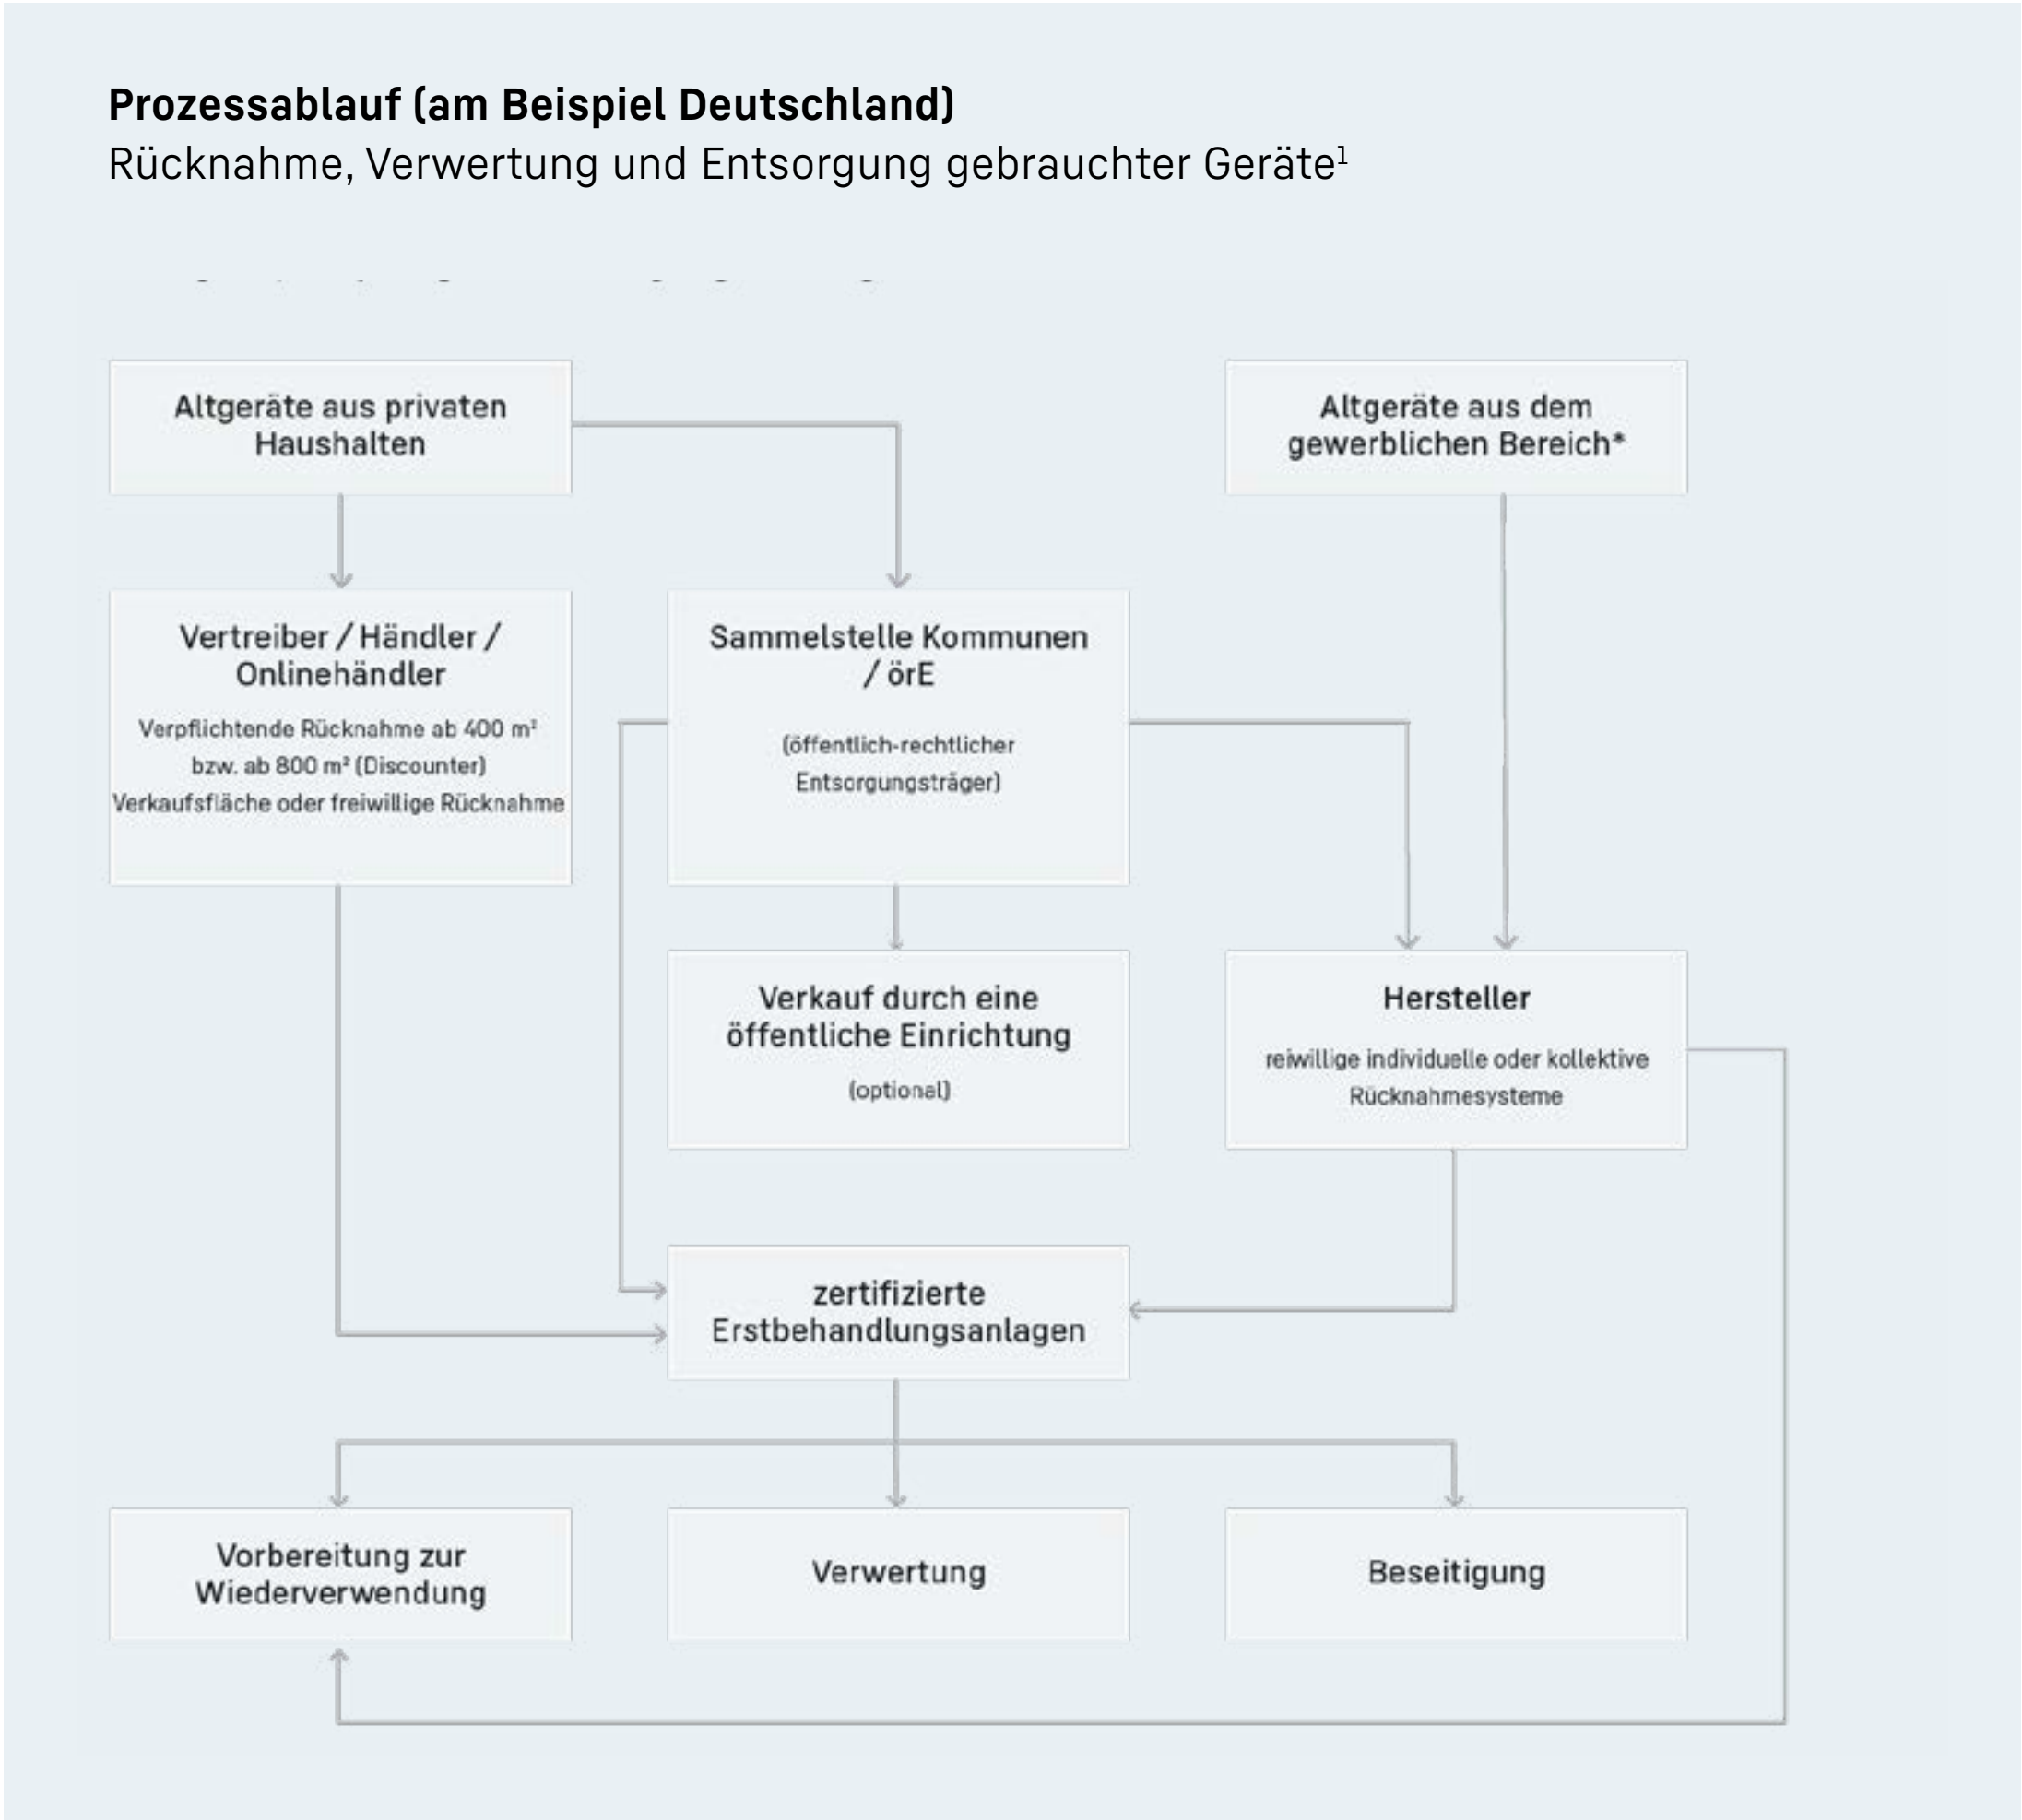 Prozessablauf (am Beispiel Deutschland)
Rücknahme, Verwertung und Entsorgung gebrauchter Geräte¹
Altgeräte aus privaten
Haushalten
Altgeräte aus dem
gewerblichen Bereich*
Vertreiber / Händler /
Onlinehändler
Verpflichtende Rücknahme ab 400 m²
bzw. ab 800 m² (Discounter)
Verkaufsfläche oder freiwillige Rücknahme
Sammelstelle Kommunen
/ örE
(öffentlich-rechtlicher
Entsorgungsträger)
Verkauf durch eine
öffentliche Einrichtung
(optional)
Hersteller
reiwillige individuelle oder kollektive
Rücknahmesysteme
zertifizierte
Erstbehandlungsanlagen
Vorbereitung zur
Wiederverwendung
Verwertung
Beseitigung